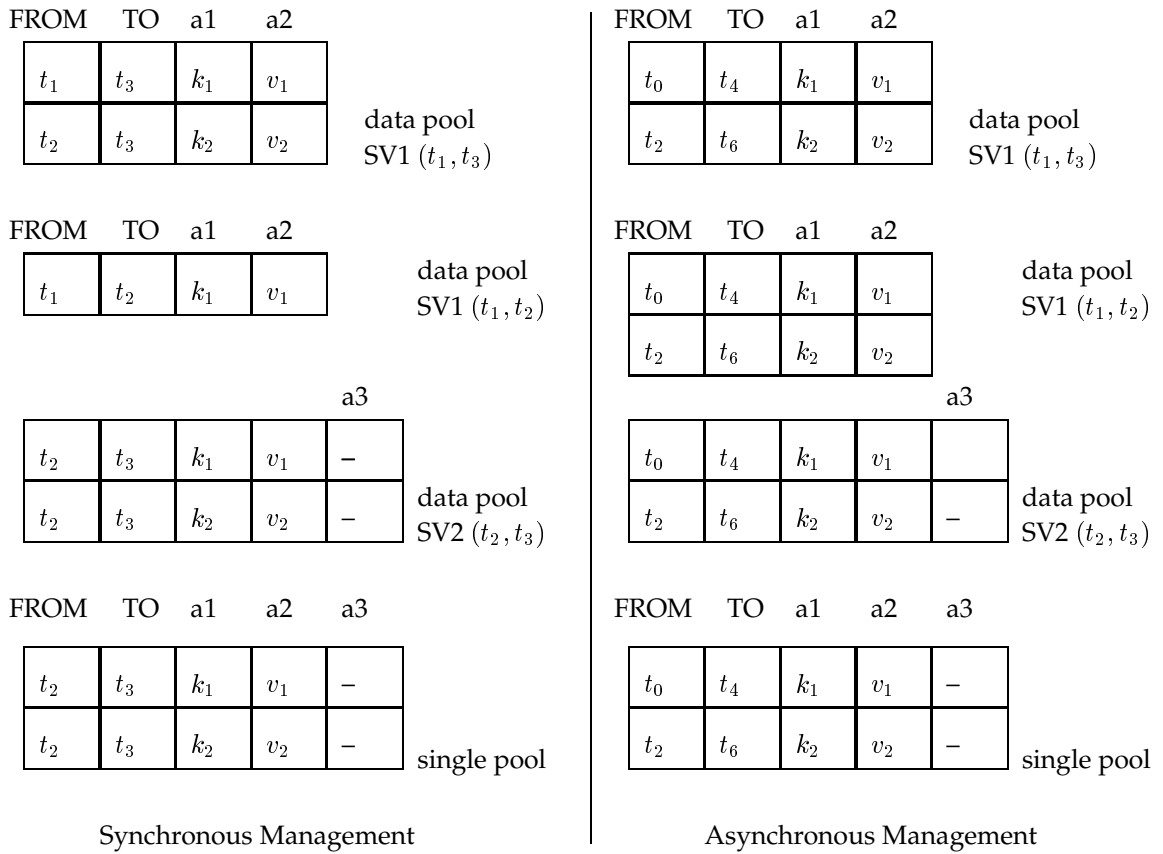 FROM TO a1 a2
t1 t3 k1 v1
t2 t3 k2 v2
data pool
SV1 (t1, t3)
FROM TO a1 a2
t1 t2 k1 v1
data pool
SV1 (t1, t2)
a3
t2 t3 k1 v1 –
t2 t3 k2 v2 –
data pool
SV2 (t2, t3)
FROM TO a1 a2 a3
t2 t3 k1 v1 –
t2 t3 k2 v2 –
single pool
Synchronous Management
FROM TO a1 a2
t0 t4 k1 v1
t2 t6 k2 v2
data pool
SV1 (t1, t3)
FROM TO a1 a2
t0 t4 k1 v1
t2 t6 k2 v2
data pool
SV1 (t1, t2)
a3
t0 t4 k1 v1
t2 t6 k2 v2 –
data pool
SV2 (t2, t3)
FROM TO a1 a2 a3
t0 t4 k1 v1 –
t2 t6 k2 v2 –
single pool
Asynchronous Management